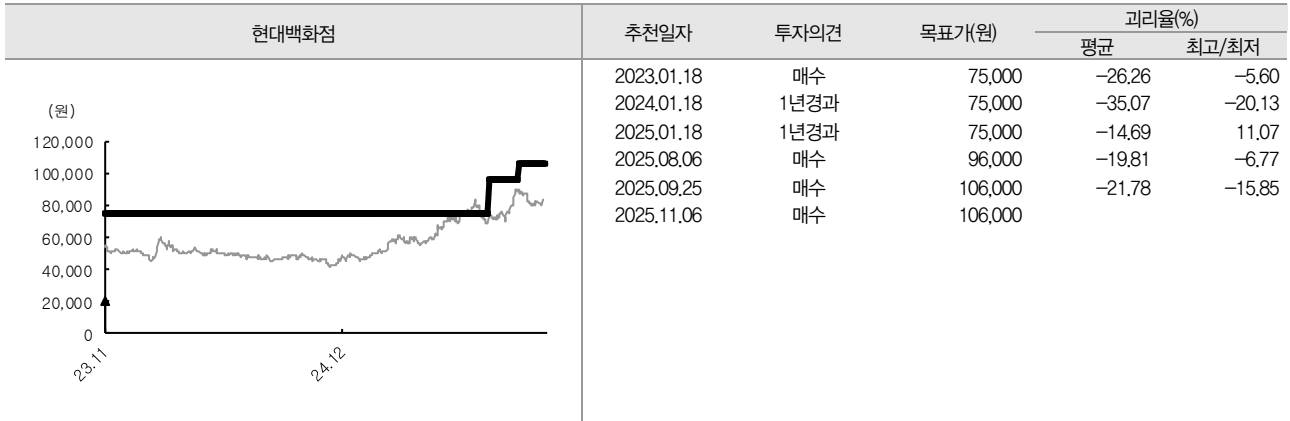 현대백화점 추천일자 투자의견 목표가(원) 괴리율(%)
평균 최고/최저
(원)
120,000
100,000
80,000
60,000
40,000
20,000
0
23.11 24.12
2023.01.18 매수 75,000 −26.26 −5.60
2024.01.18 1년경과 75,000 −35.07 −20.13
2025.01.18 1년경과 75,000 −14.69 11.07
2025.08.06 매수 96,000 −19.81 −6.77
2025.09.25 매수 106,000 −21.78 −15.85
2025.11.06 매수 106,000